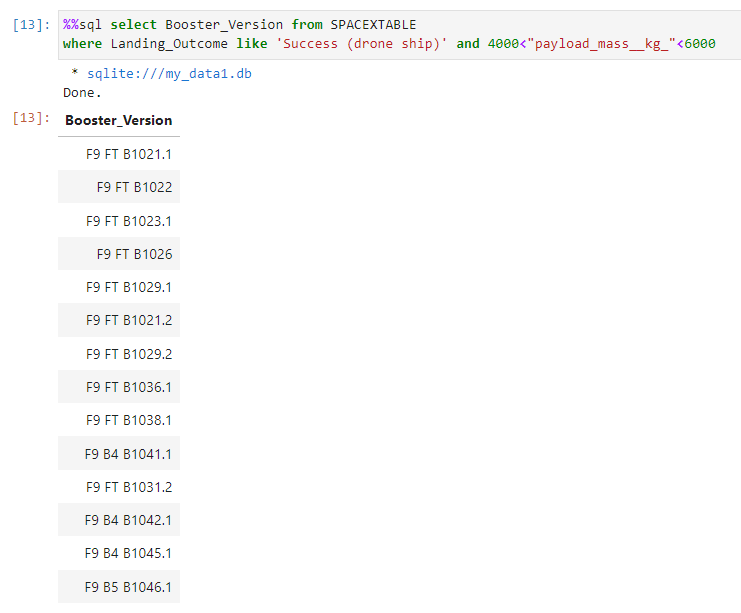 [13]: %%sql select Booster_Version from SPACEXTABLE
where Landing_Outcome like 'Success (drone ship)' and 4000<"payload_mass__kg_"<6000
* sqlite:///my_data1.db
Done.
[13]: Booster_Version
F9 FT B1021.1
F9 FT B1022
F9 FT B1023.1
F9 FT B1026
F9 FT B1029.1
F9 FT B1021.2
F9 FT B1029.2
F9 FT B1036.1
F9 FT B1038.1
F9 B4 B1041.1
F9 FT B1031.2
F9 B4 B1042.1
F9 B4 B1045.1
F9 B5 B1046.1